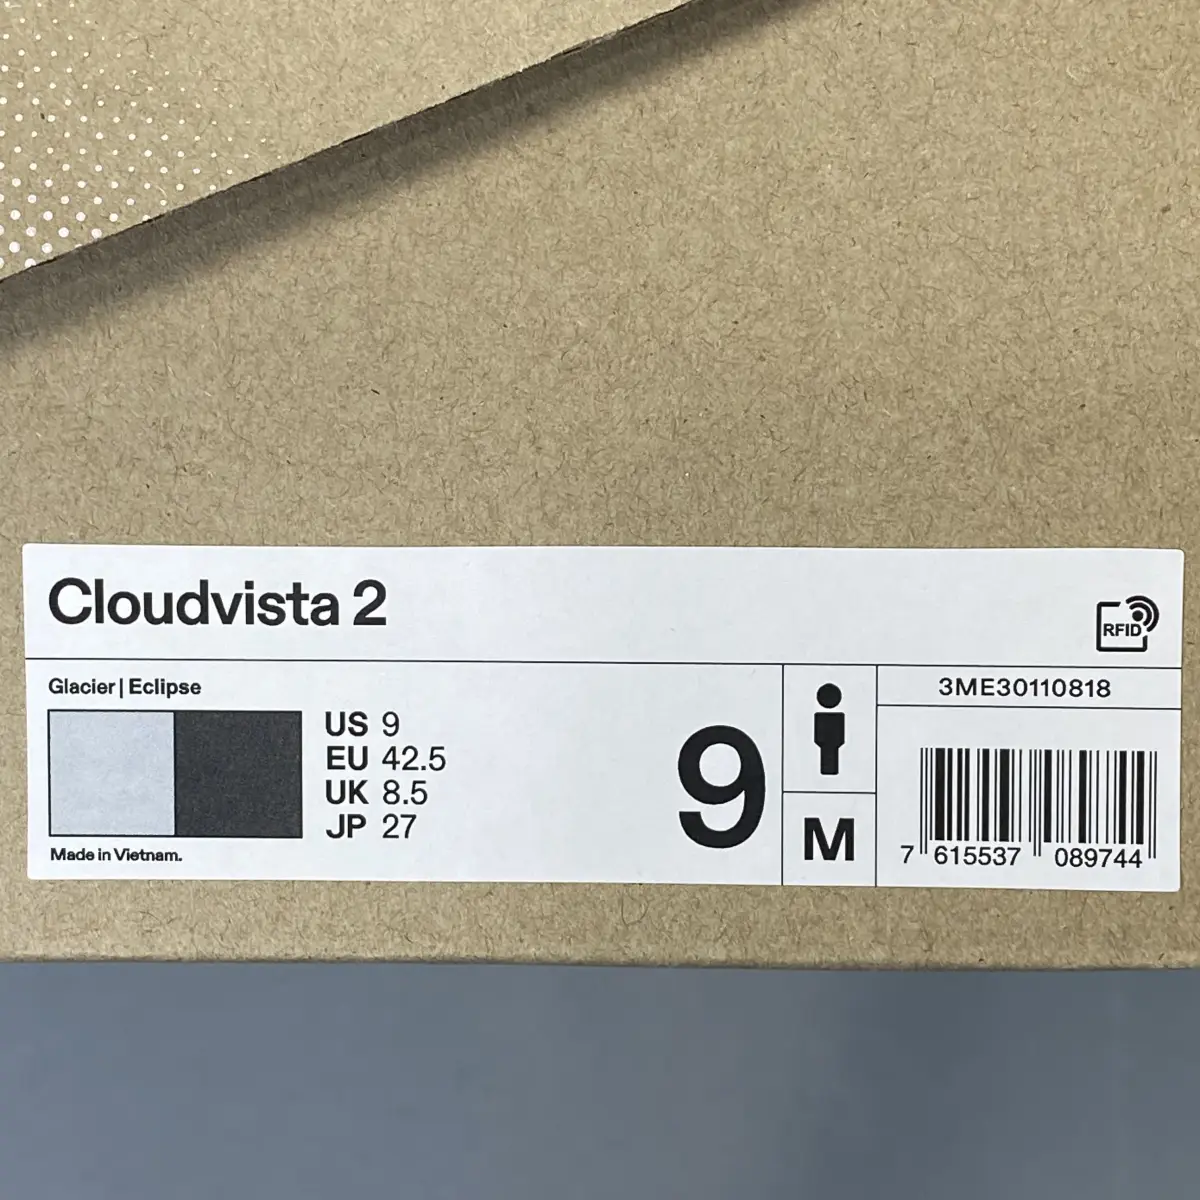 Cloudvista 2
RFID
Glacier | Eclipse
US 9
EU 42.5
UK 8.5
JP 27
Made in Vietnam.
9
M
3ME30110818
7 615537 089744